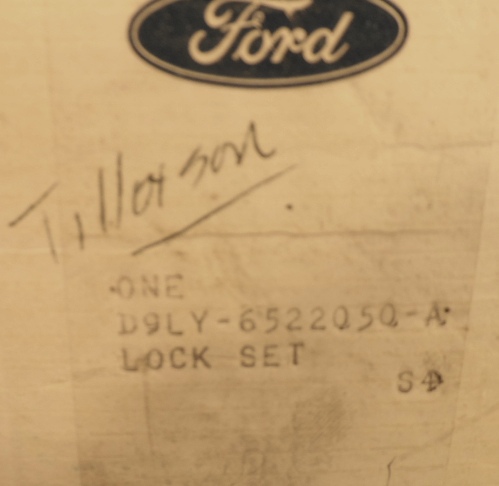 Ford
Tillotson
ONE
D9LY-6522050-A
LOCK SET
S4